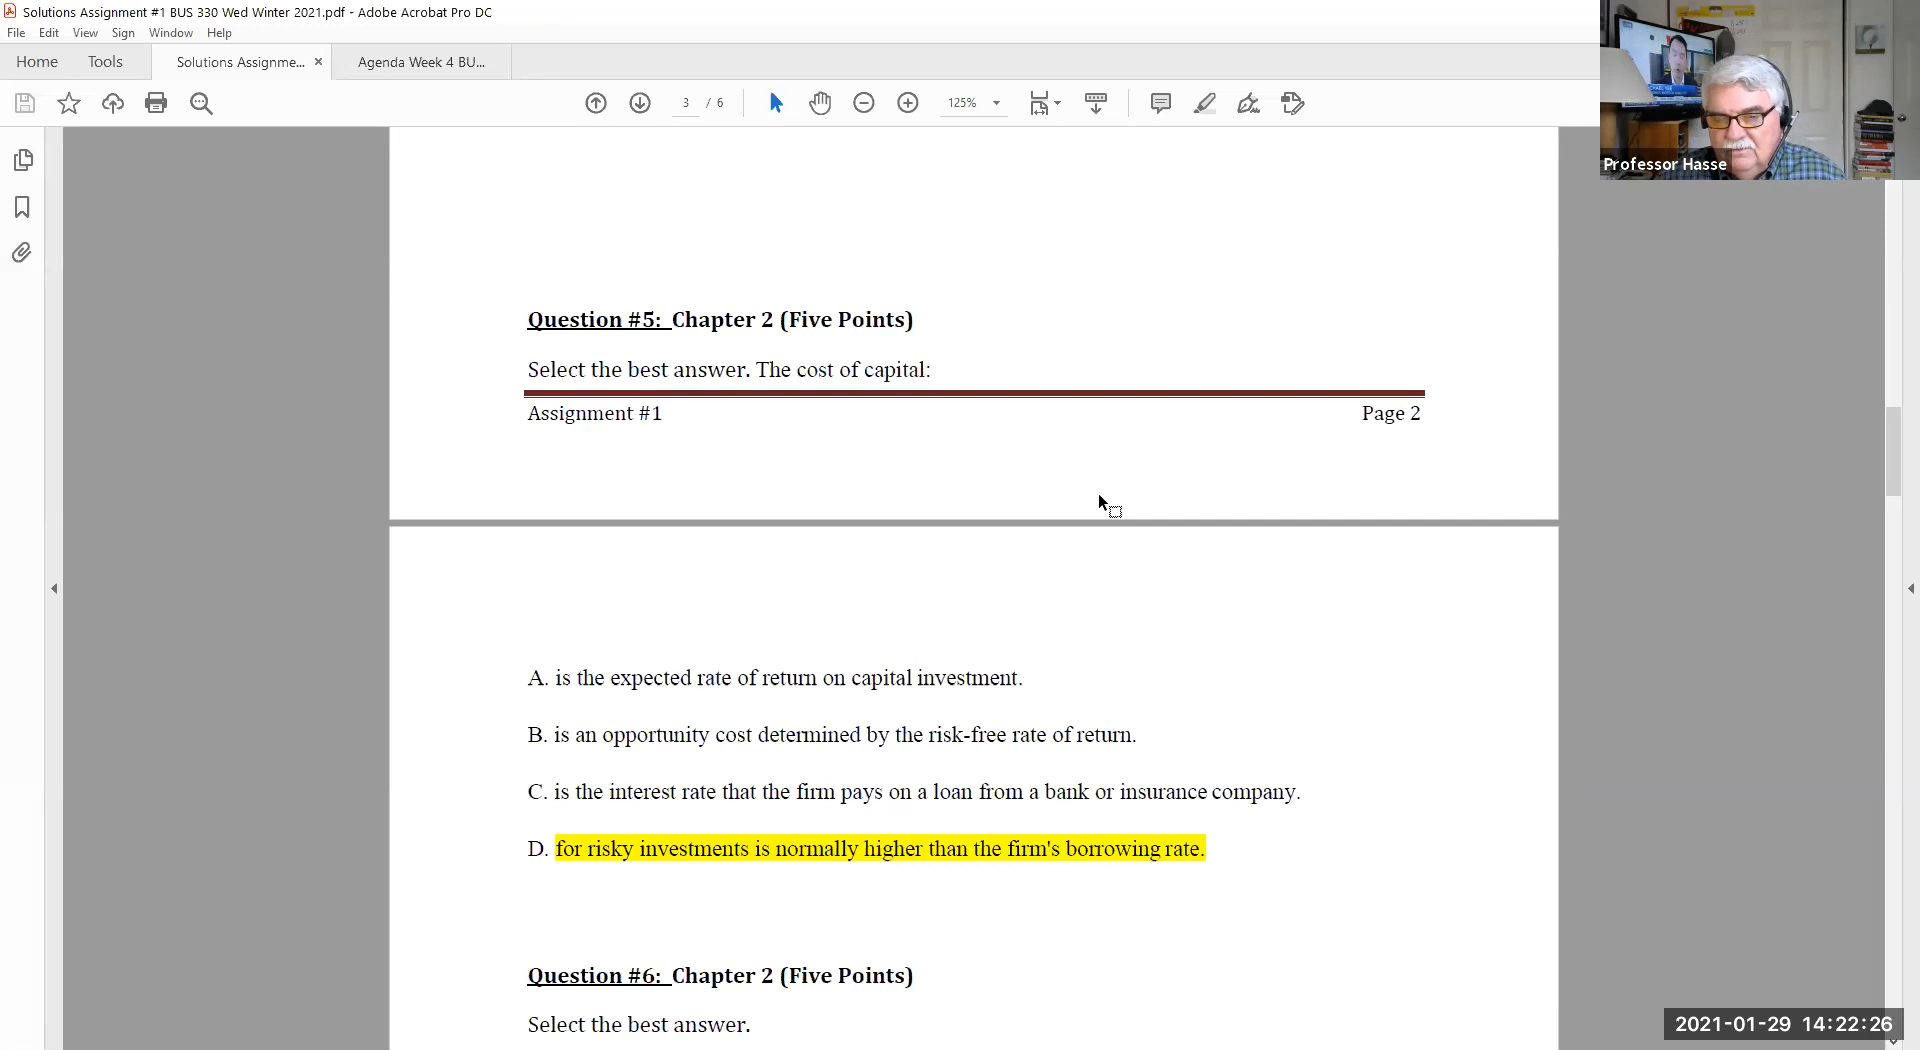 Solutions Assignment #1 BUS 330 Wed Winter 2021.pdf - Adobe Acrobat Pro DC
File Edit View Sign Window Help
Home Tools Solutions Assignme... × Agenda Week 4 BU...
3 / 6 125%
Professor Hasse
Question #5: Chapter 2 (Five Points)
Select the best answer. The cost of capital:
Assignment #1 Page 2
A. is the expected rate of return on capital investment.
B. is an opportunity cost determined by the risk-free rate of return.
C. is the interest rate that the firm pays on a loan from a bank or insurance company.
D. for risky investments is normally higher than the firm's borrowing rate.
Question #6: Chapter 2 (Five Points)
Select the best answer.
2021-01-29 14:22:26